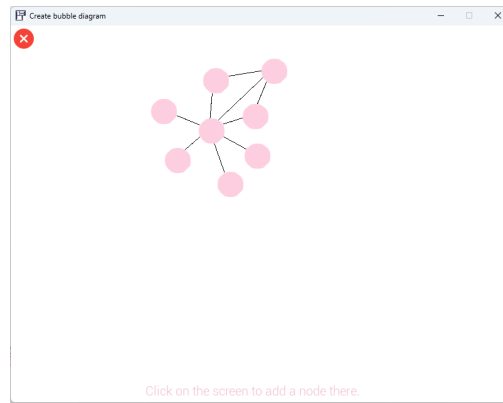 Create bubble diagram
Click on the screen to add a node there.